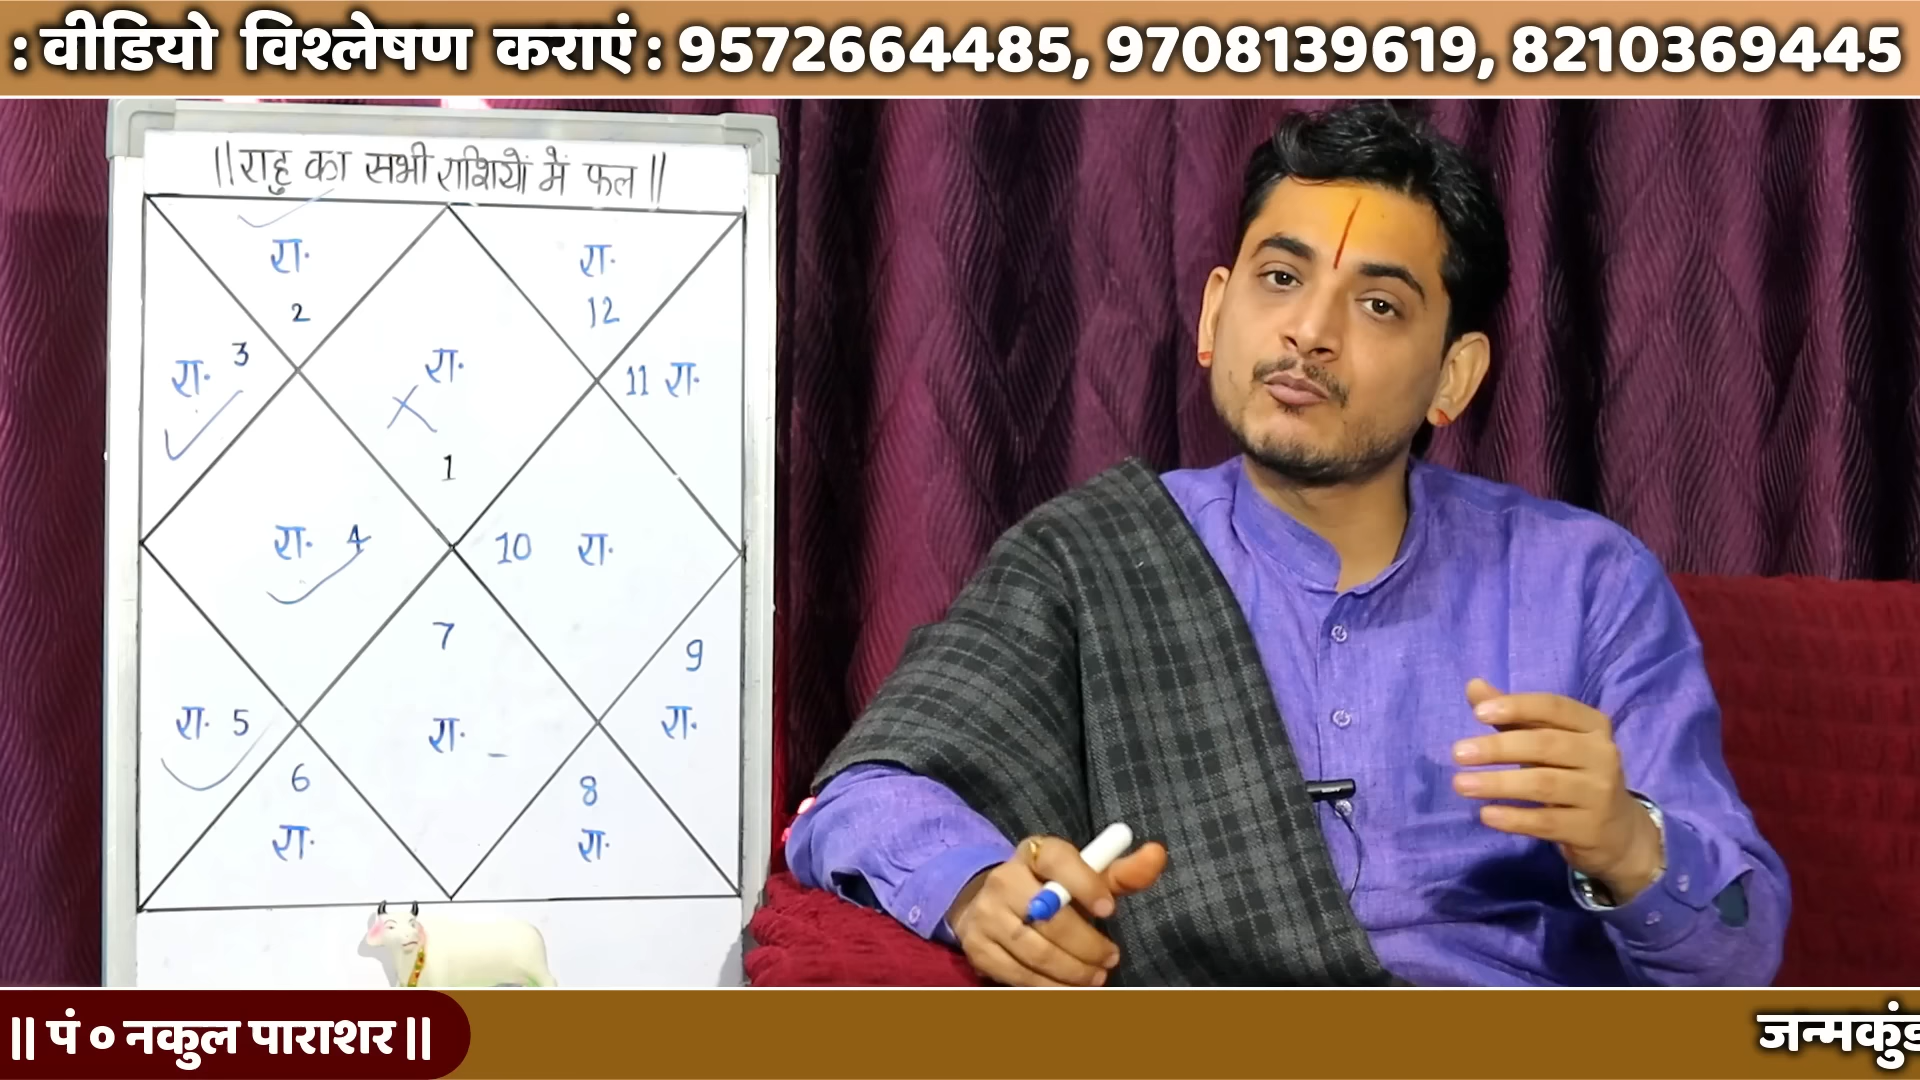 : वीडियो विश्लेषण कराएं : 9572664485, 9708139619, 8210369445
||राहु का सभी राशियों में फल||
रा.
2
रा.
12
रा. 3
रा.
1
11 रा.
रा. 4
10 रा.
7
रा.
9
रा.
रा. 5
6
रा.
8
रा.
|| पं ० नकुल पाराशर ||
जन्मकुंड